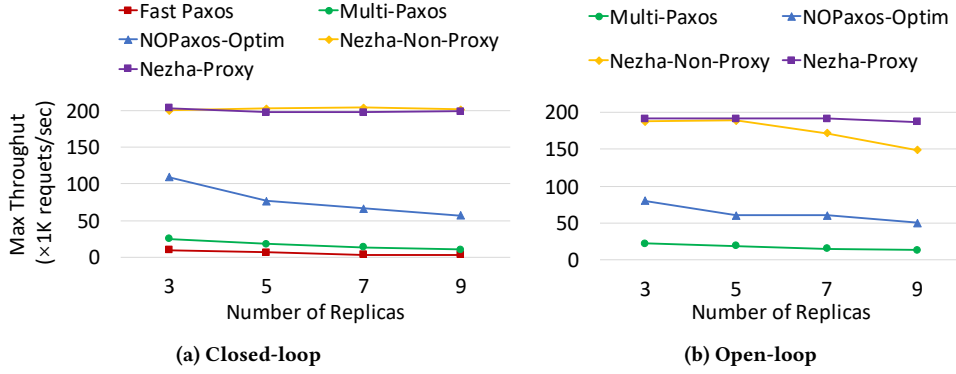 Fast Paxos Multi-Paxos
NOPaxos-Optim Nezha-Non-Proxy
Nezha-Proxy
Max Throughtut
(×1K requets/sec)
200
150
100
50
0
3 5 7 9
Number of Replicas
(a) Closed-loop
Multi-Paxos NOPaxos-Optim
Nezha-Non-Proxy Nezha-Proxy
200
150
100
50
0
3 5 7 9
Number of Replicas
(b) Open-loop